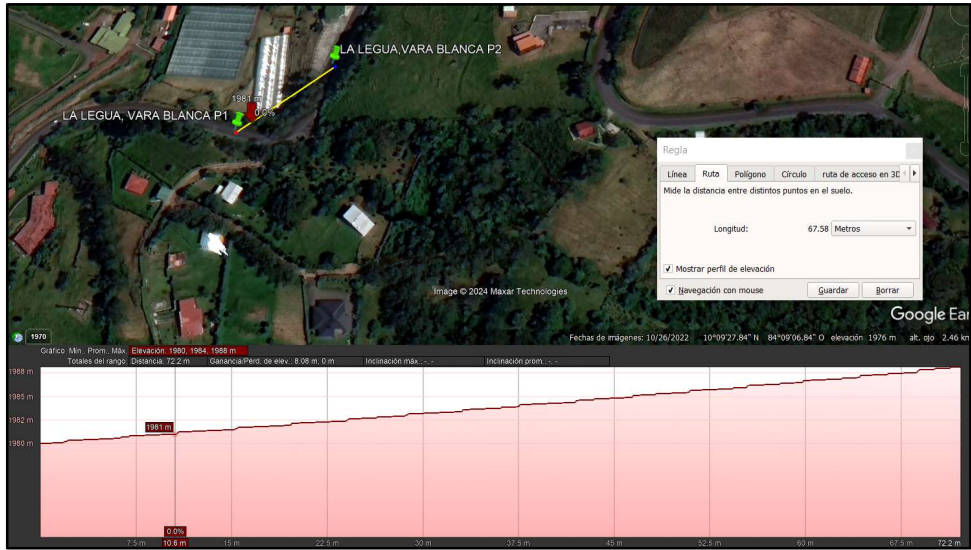 LA LEGUA,VARA BLANCA P2
1981 m
0.0%
LA LEGUA, VARA BLANCA P1
Regla
Línea Ruta Polígono Círculo ruta de acceso en 3D
Mide la distancia entre distintos puntos en el suelo.
Longitud: 67.58 Metros
Mostrar perfil de elevación
Navegación con mouse Guardar Borrar
Image © 2024 Maxar Technologies
Google Ear
1970
Fechas de imágenes: 10/26/2022 10°09'27.84" N 84°09'06.84" O elevación 1976 m alt. ojo 2.46 km
Gráfico Mín., Prom., Máx. Elevación: 1980, 1984, 1988 m
Totales del rango: Distancia: 72.2 m Ganancia/Pérd. de elev.: 8.08 m, 0 m Inclinación máx.: -, - Inclinación prom.: -, -
1988 m
1985 m
1982 m
1981 m
1980 m
0.0%
7.5 m 10.6 m 15 m 22.5 m 30 m 37.5 m 45 m 52.5 m 60 m 67.5 m 72.2 m